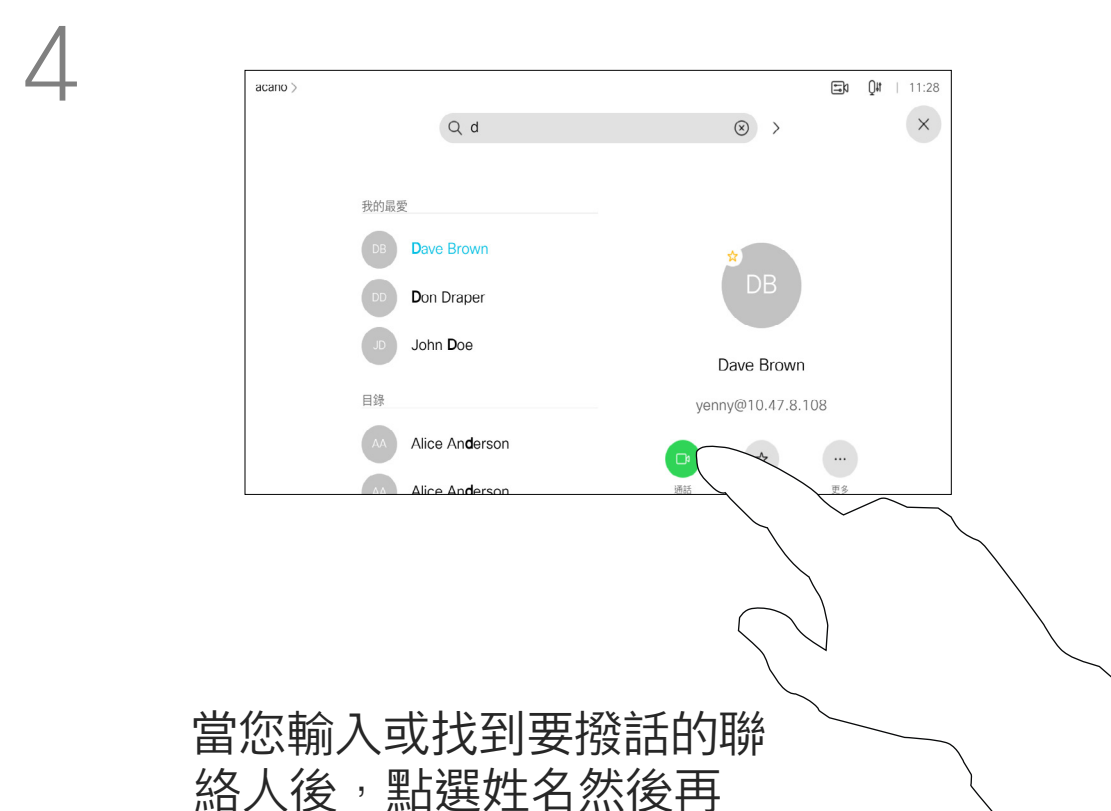 4
acano >
11:28
d
我的最愛
DB Dave Brown
DD Don Draper
JD John Doe
目錄
AA Alice Anderson
AA Alice Anderson
DB
Dave Brown
yenny@10.47.8.108
通話
更多
當您輸入或找到要撥話的聯
絡人後，點選姓名然後再